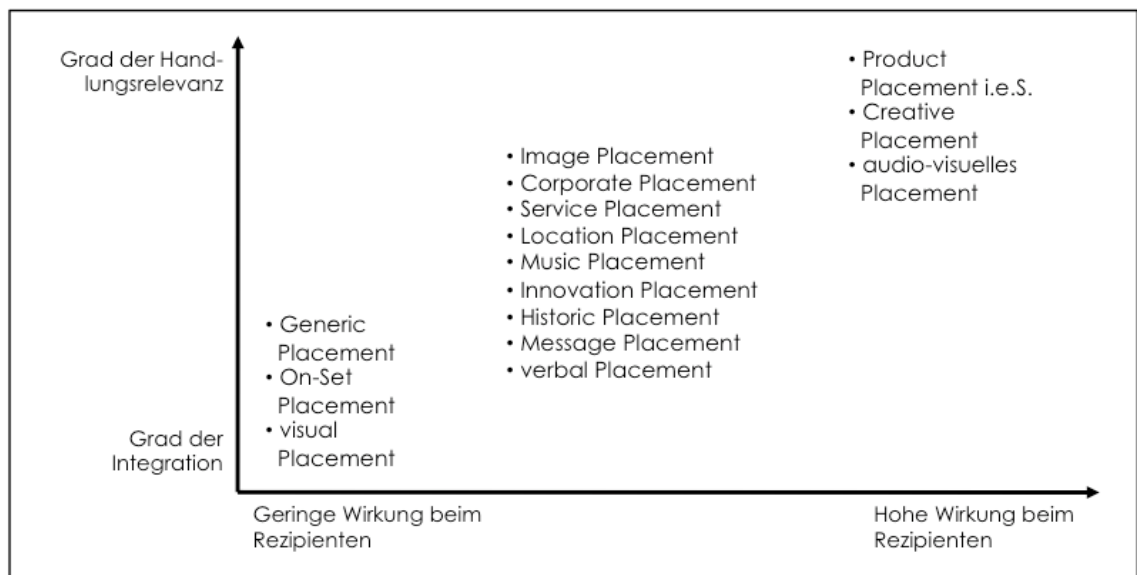 Grad der Hand-
lungsrelevanz
• Product
Placement i.e.S.
• Creative
Placement
• audio-visuelles
Placement
• Image Placement
• Corporate Placement
• Service Placement
• Location Placement
• Music Placement
• Innovation Placement
• Historic Placement
• Message Placement
• verbal Placement
• Generic
Placement
• On-Set
Placement
• visual
Placement
Grad der
Integration
Geringe Wirkung beim
Rezipienten
Hohe Wirkung beim
Rezipienten